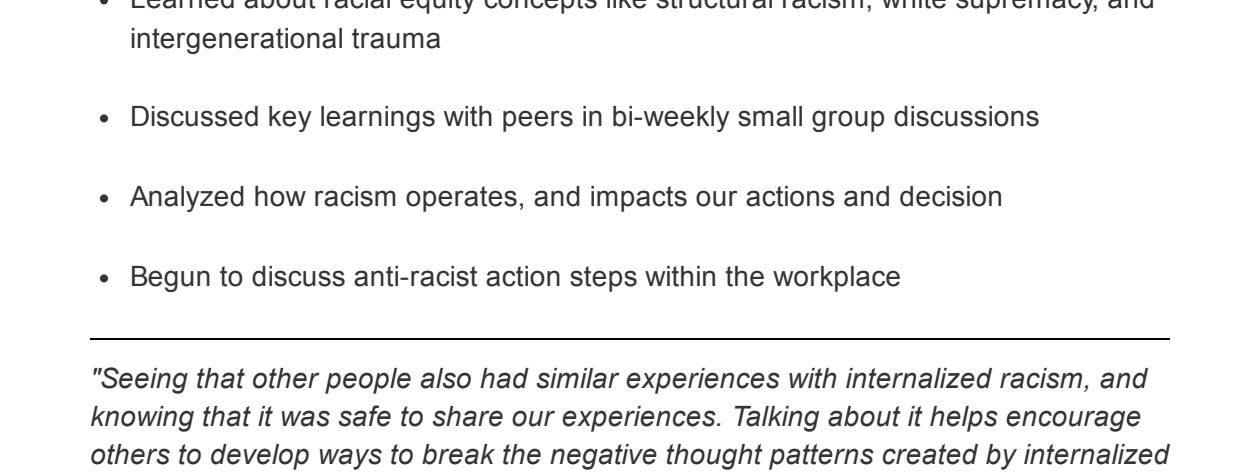 • Learned about racial equity concepts like structural racism, white supremacy, and
intergenerational trauma
• Discussed key learnings with peers in bi-weekly small group discussions
• Analyzed how racism operates, and impacts our actions and decision
• Begun to discuss anti-racist action steps within the workplace
"Seeing that other people also had similar experiences with internalized racism, and
knowing that it was safe to share our experiences. Talking about it helps encourage
others to develop ways to break the negative thought patterns created by internalized